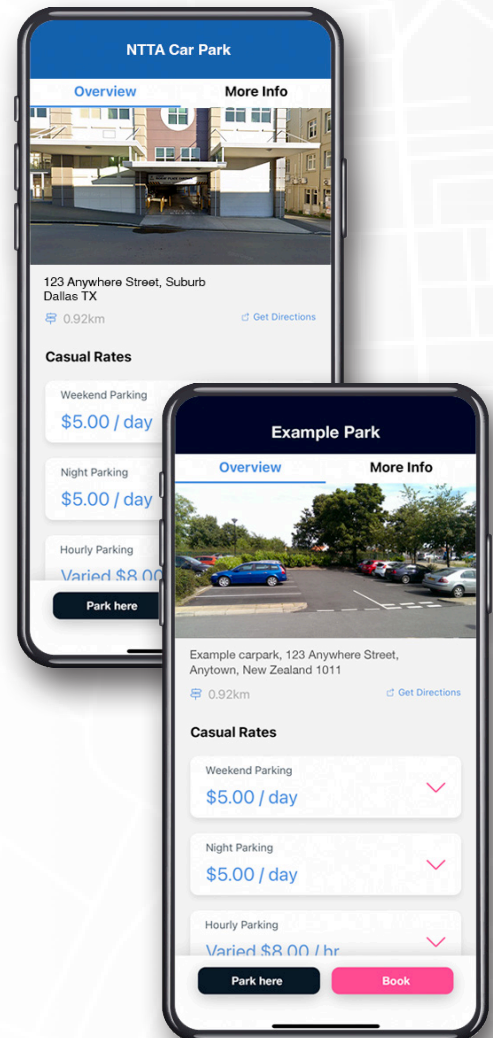 NTTA Car Park
Overview More Info
123 Anywhere Street, Suburb
Dallas TX
0.92km Get Directions
Casual Rates
Weekend Parking
$5.00 / day
Night Parking
$5.00 / day
Hourly Parking
Varied $8.00
Park here
Example Park
Overview More Info
Example carpark, 123 Anywhere Street,
Anytown, New Zealand 1011
0.92km Get Directions
Casual Rates
Weekend Parking
$5.00 / day
Night Parking
$5.00 / day
Hourly Parking
Varied $8.00 / hr
Park here Book